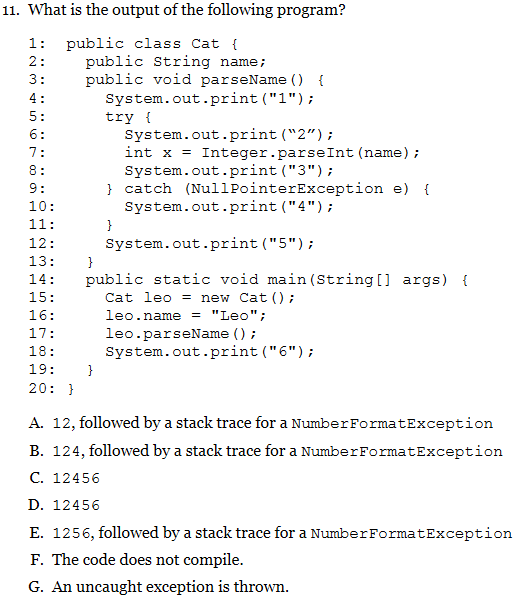 11. What is the output of the following program?
1: public class Cat {
2: public String name;
3: public void parseName() {
4: System.out.print("1");
5: try {
6: System.out.print(“2”);
7: int x = Integer.parseInt(name);
8: System.out.print("3");
9: } catch (NullPointerException e) {
10: System.out.print("4");
11: }
12: System.out.print("5");
13: }
14: public static void main(String[] args) {
15: Cat leo = new Cat();
16: leo.name = "Leo";
17: leo.parseName();
18: System.out.print("6");
19: }
20: }
A. 12, followed by a stack trace for a NumberFormatException
B. 124, followed by a stack trace for a NumberFormatException
C. 12456
D. 12456
E. 1256, followed by a stack trace for a NumberFormatException
F. The code does not compile.
G. An uncaught exception is thrown.